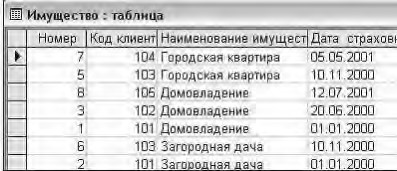 Имущество : таблица
Номер Код клиент Наименование имущест Дата страхов
7 104 Городская квартира 05.05.2001
5 103 Городская квартира 10.11.2000
8 105 Домовладение 12.07.2001
3 102 Домовладение 20.06.2000
1 101 Домовладение 01.01.2000
6 103 Загородная дача 10.11.2000
2 101 Загородная дача 01.01.2000